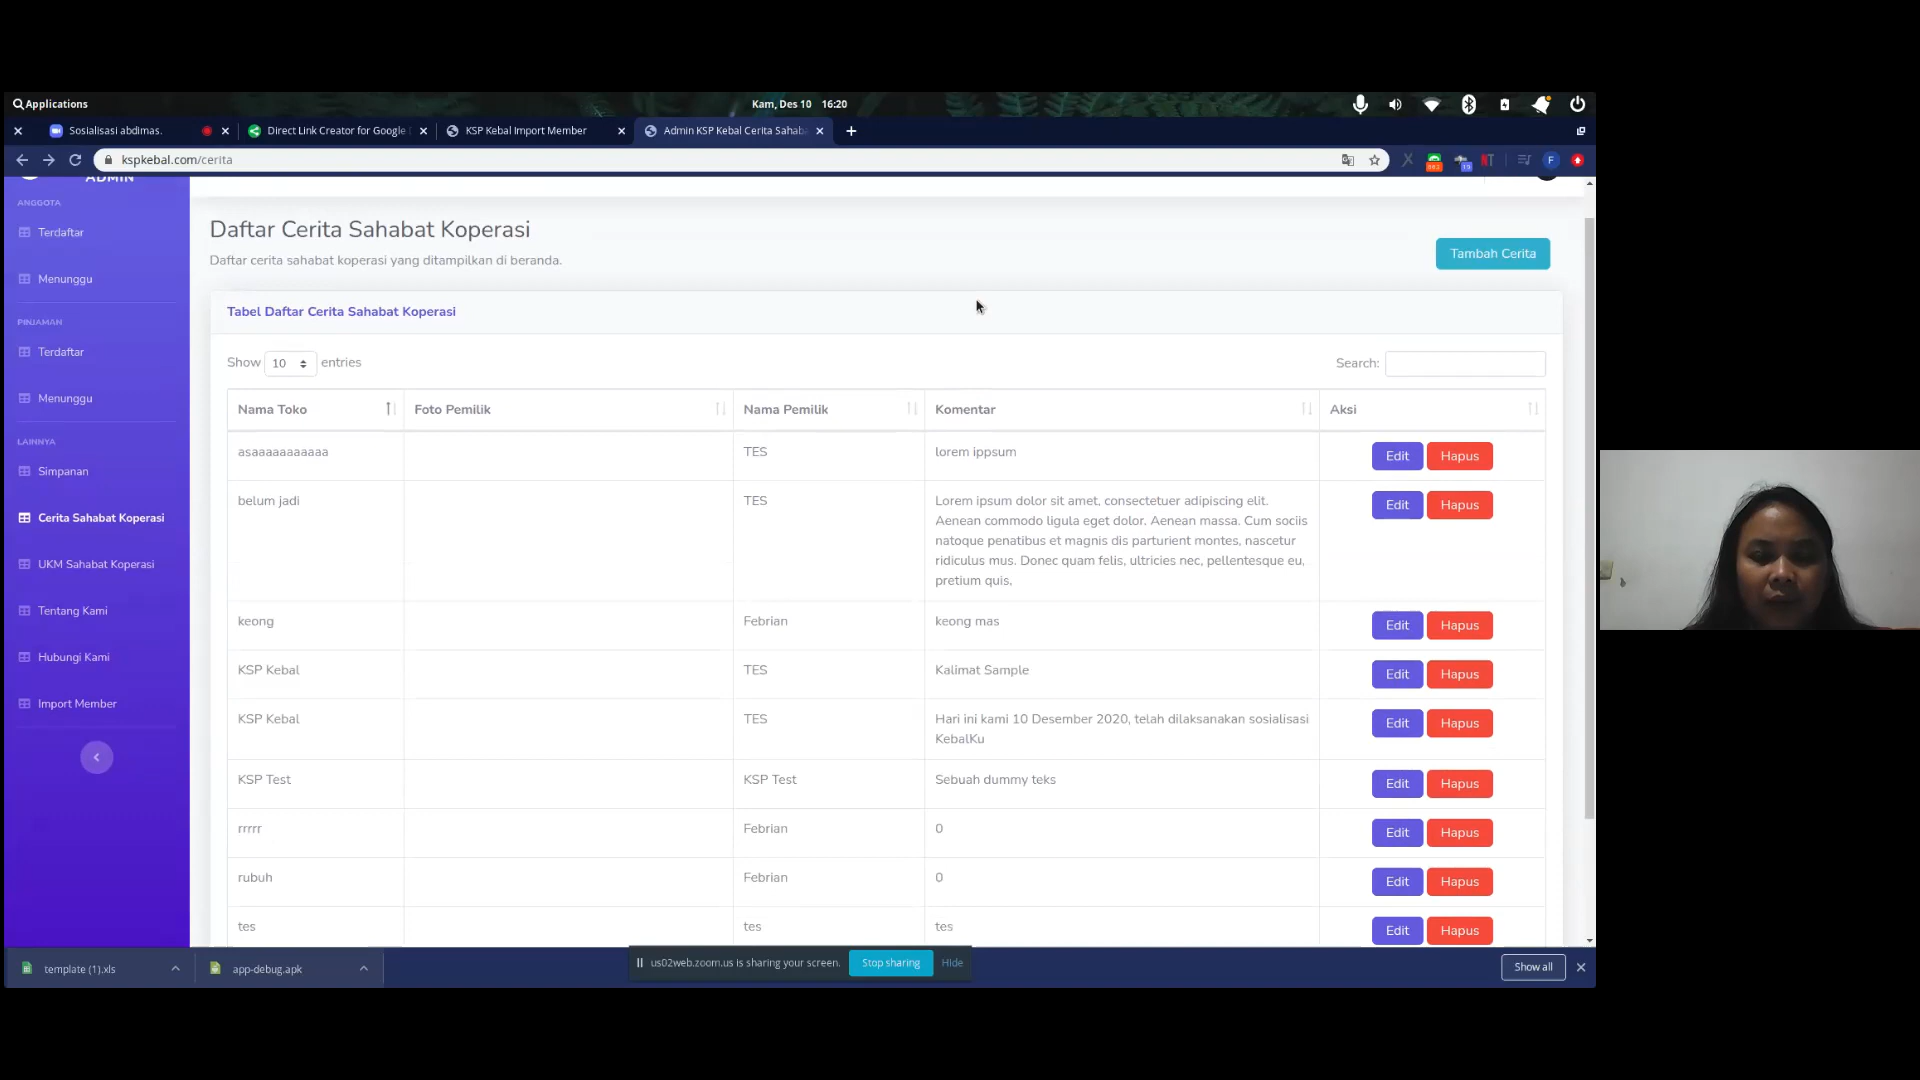 Applications
Kam, Des 10 16:20
Sosialisasi abdimas.
Direct Link Creator for Google
KSP Kebal Import Member
Admin KSP Kebal Cerita Sahaba
kspkebal.com/cerita
F
ADMIN
ANGGOTA
Terdaftar
Menunggu
PINJAMAN
Terdaftar
Menunggu
LAINNYA
Simpanan
Cerita Sahabat Koperasi
UKM Sahabat Koperasi
Tentang Kami
Hubungi Kami
Import Member
Daftar Cerita Sahabat Koperasi
Daftar cerita sahabat koperasi yang ditampilkan di beranda.
Tambah Cerita
Tabel Daftar Cerita Sahabat Koperasi
Show 10 entries
Search:
Nama Toko Foto Pemilik Nama Pemilik Komentar Aksi
asaaaaaaaaaaa TES lorem ippsum Edit Hapus
belum jadi TES Lorem ipsum dolor sit amet, consectetuer adipiscing elit. Edit Hapus
Aenean commodo ligula eget dolor. Aenean massa. Cum sociis
natoque penatibus et magnis dis parturient montes, nascetur
ridiculus mus. Donec quam felis, ultricies nec, pellentesque eu,
pretium quis,
keong Febrian keong mas Edit Hapus
KSP Kebal TES Kalimat Sample Edit Hapus
KSP Kebal TES Hari ini kami 10 Desember 2020, telah dilaksanakan sosialisasi Edit Hapus
KebalKu
KSP Test KSP Test Sebuah dummy teks Edit Hapus
rrrrr Febrian 0 Edit Hapus
rubuh Febrian 0 Edit Hapus
tes tes tes Edit Hapus
template (1).xls
app-debug.apk
us02web.zoom.us is sharing your screen. Stop sharing Hide
Show all